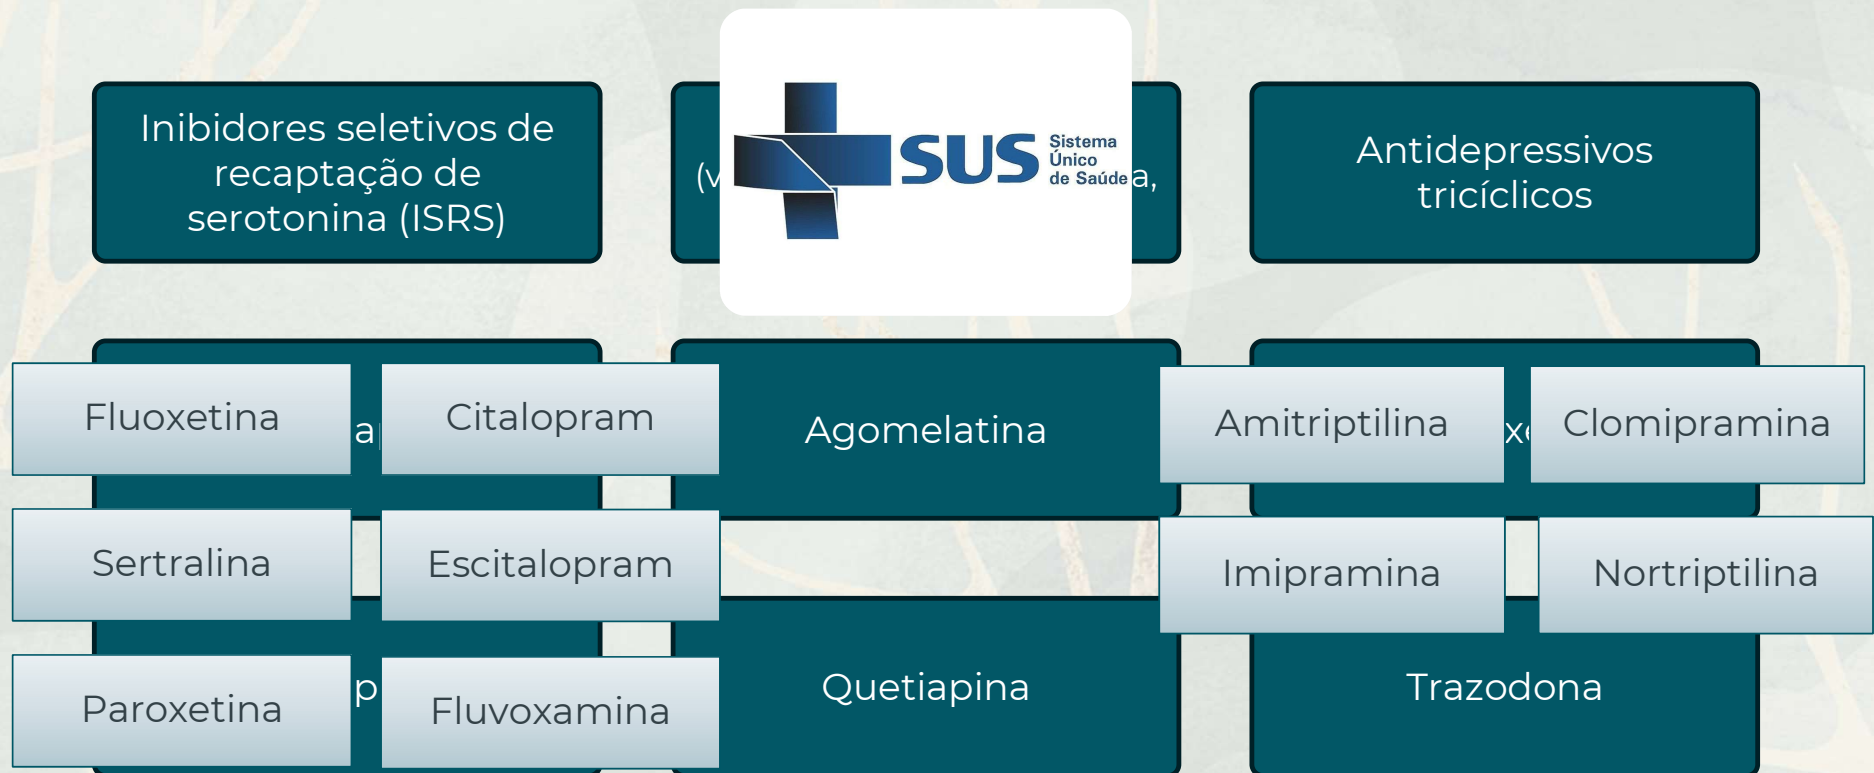 Inibidores seletivos de
recaptação de
serotonina (ISRS)
SUS
Sistema
Único
de Saúde
Antidepressivos
tricíclicos
Fluoxetina
Citalopram
Agomelatina
Amitriptilina
Clomipramina
Sertralina
Escitalopram
Imipramina
Nortriptilina
Paroxetina
Fluvoxamina
Quetiapina
Trazodona